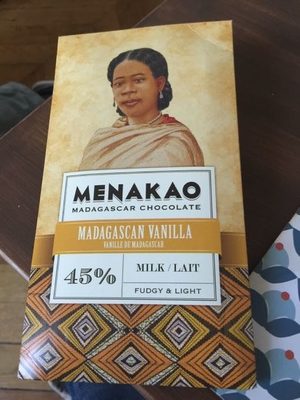 MENAKAO
MADAGASCAR CHOCOLATE
MADAGASCAN VANILLA
VANILLE DE MADAGASCAR
45%
MILK / LAIT
FUDGY & LIGHT